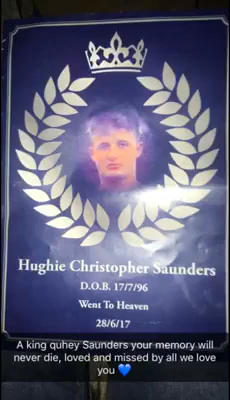 Hughie Christopher Saunders
D.O.B. 17/7/96
Went To Heaven
28/6/17
A king quhey Saunders your memory will
never die, loved and missed by all we love
you 💙